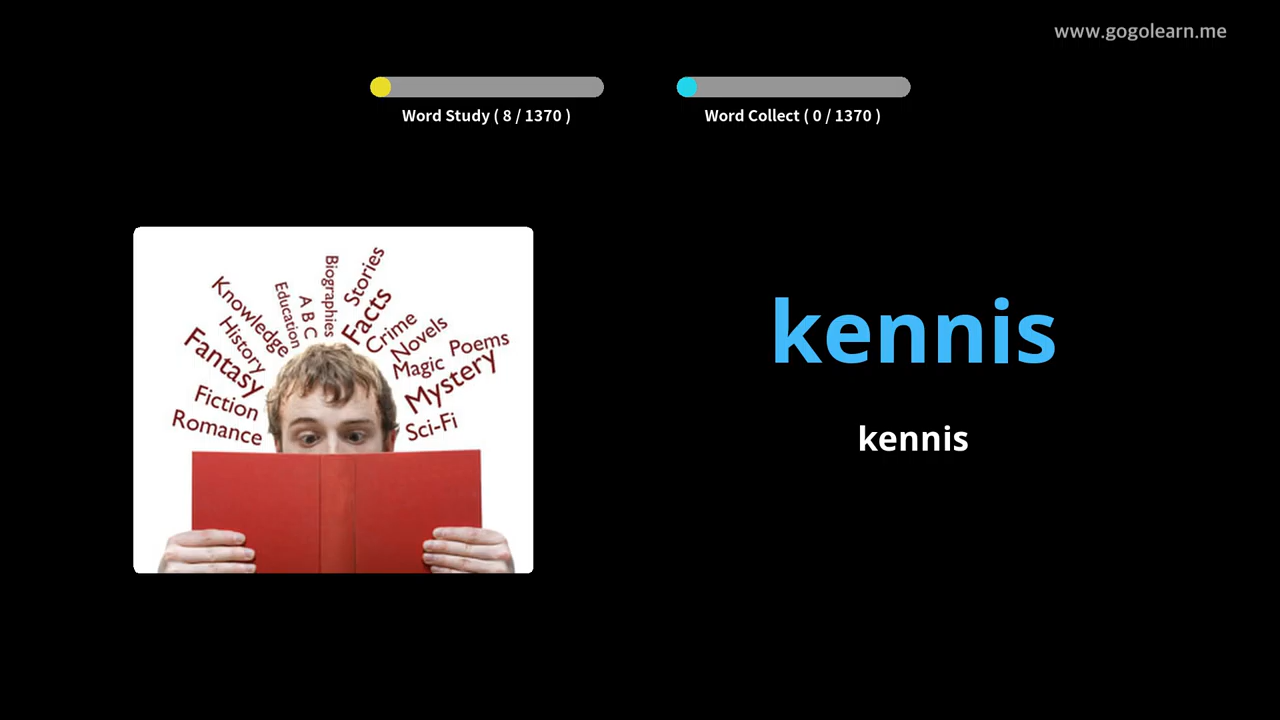 www.gogolearn.me
Word Study ( 8 / 1370 )
Word Collect ( 0 / 1370 )
Biographies
Stories
Knowledge
Education
A B C
Facts
History
Crime
Novels
Fantasy
Magic
Poems
Mystery
Fiction
Romance
Sci-Fi
kennis
kennis